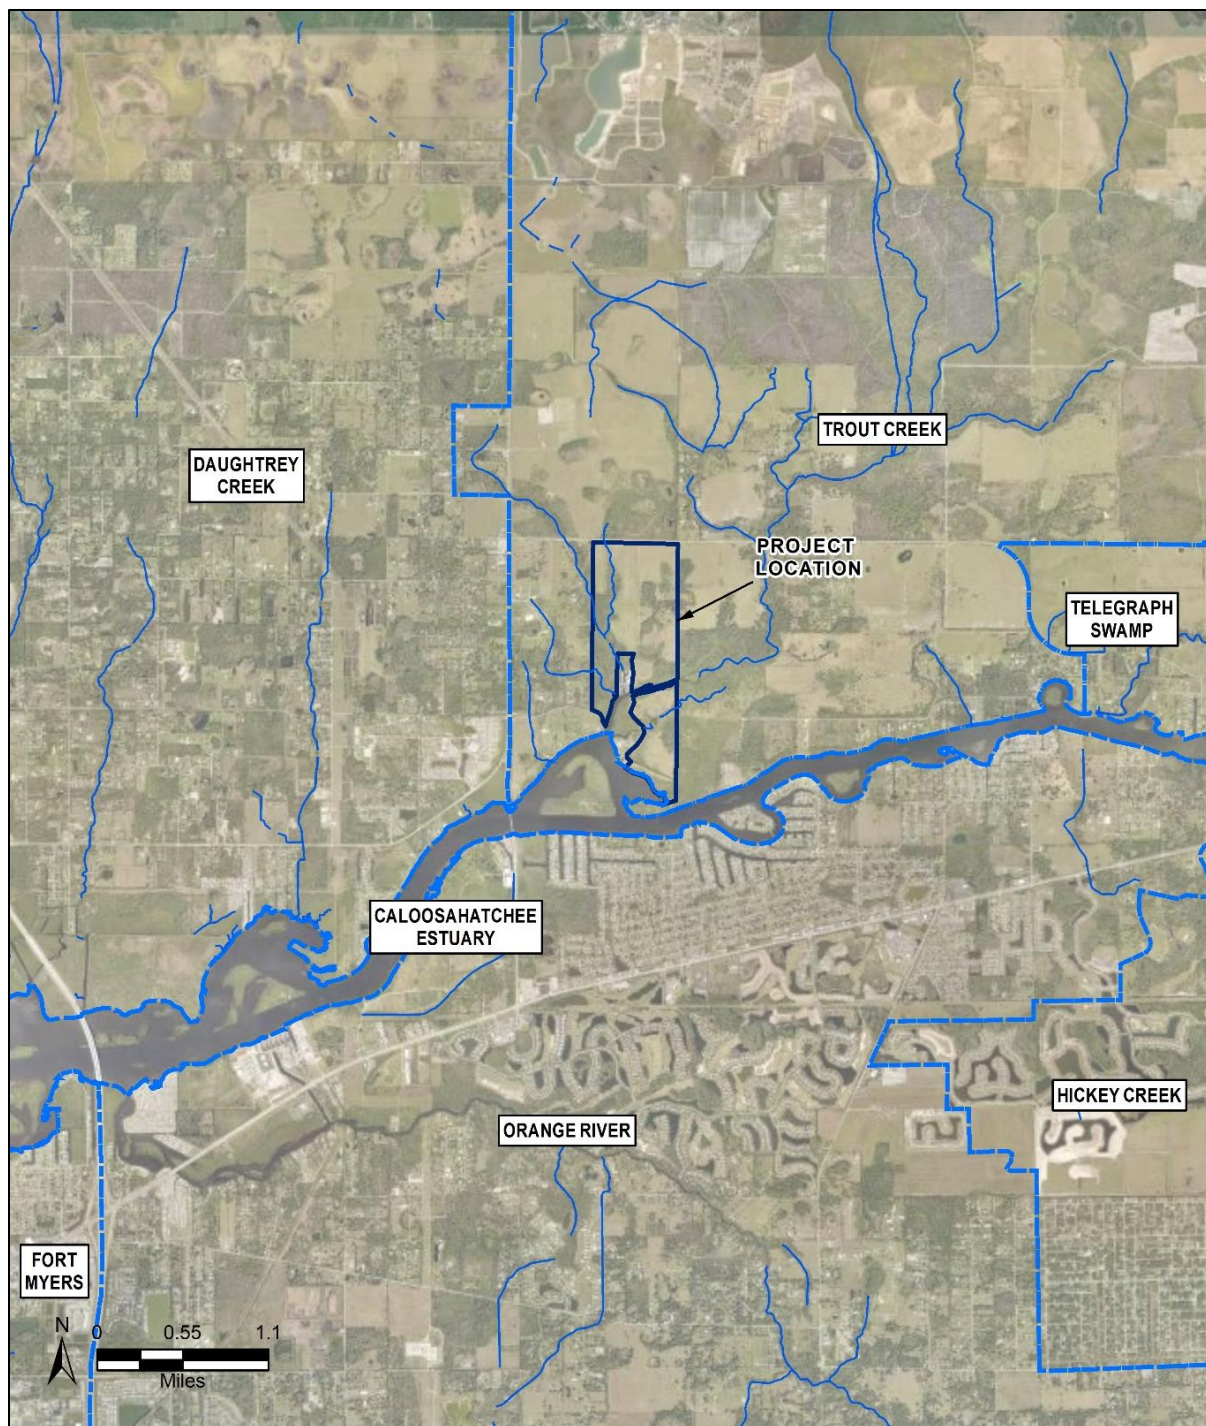 TROUT CREEK
DAUGHTREY
CREEK
PROJECT
LOCATION
TELEGRAPH
SWAMP
CALOOSAHATCHEE
ESTUARY
HICKEY CREEK
ORANGE RIVER
FORT
MYERS
N
0 0.55 1.1
Miles